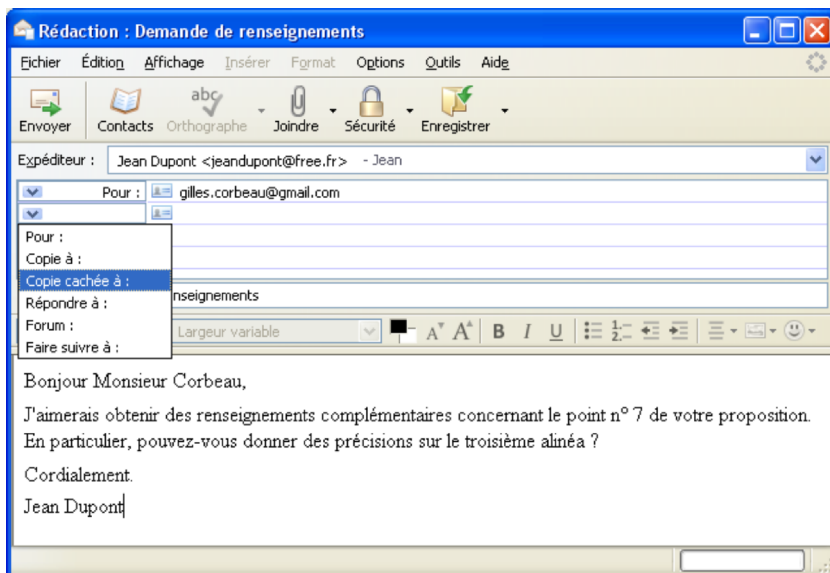 Rédaction : Demande de renseignements
Fichier Édition Affichage Insérer Format Options Outils Aide
abc
Envoyer Contacts Orthographe Joindre Sécurité Enregistrer
Expéditeur : Jean Dupont <jeandupont@free.fr> - Jean
Pour : gilles.corbeau@gmail.com
Pour :
Copie à :
Copie cachée à :
nseignements
Répondre à :
Forum :
Largeur variable A A B I U
Faire suivre à :
Bonjour Monsieur Corbeau,
J'aimerais obtenir des renseignements complémentaires concernant le point n° 7 de votre proposition.
En particulier, pouvez-vous donner des précisions sur le troisième alinéa ?
Cordialement.
Jean Dupont